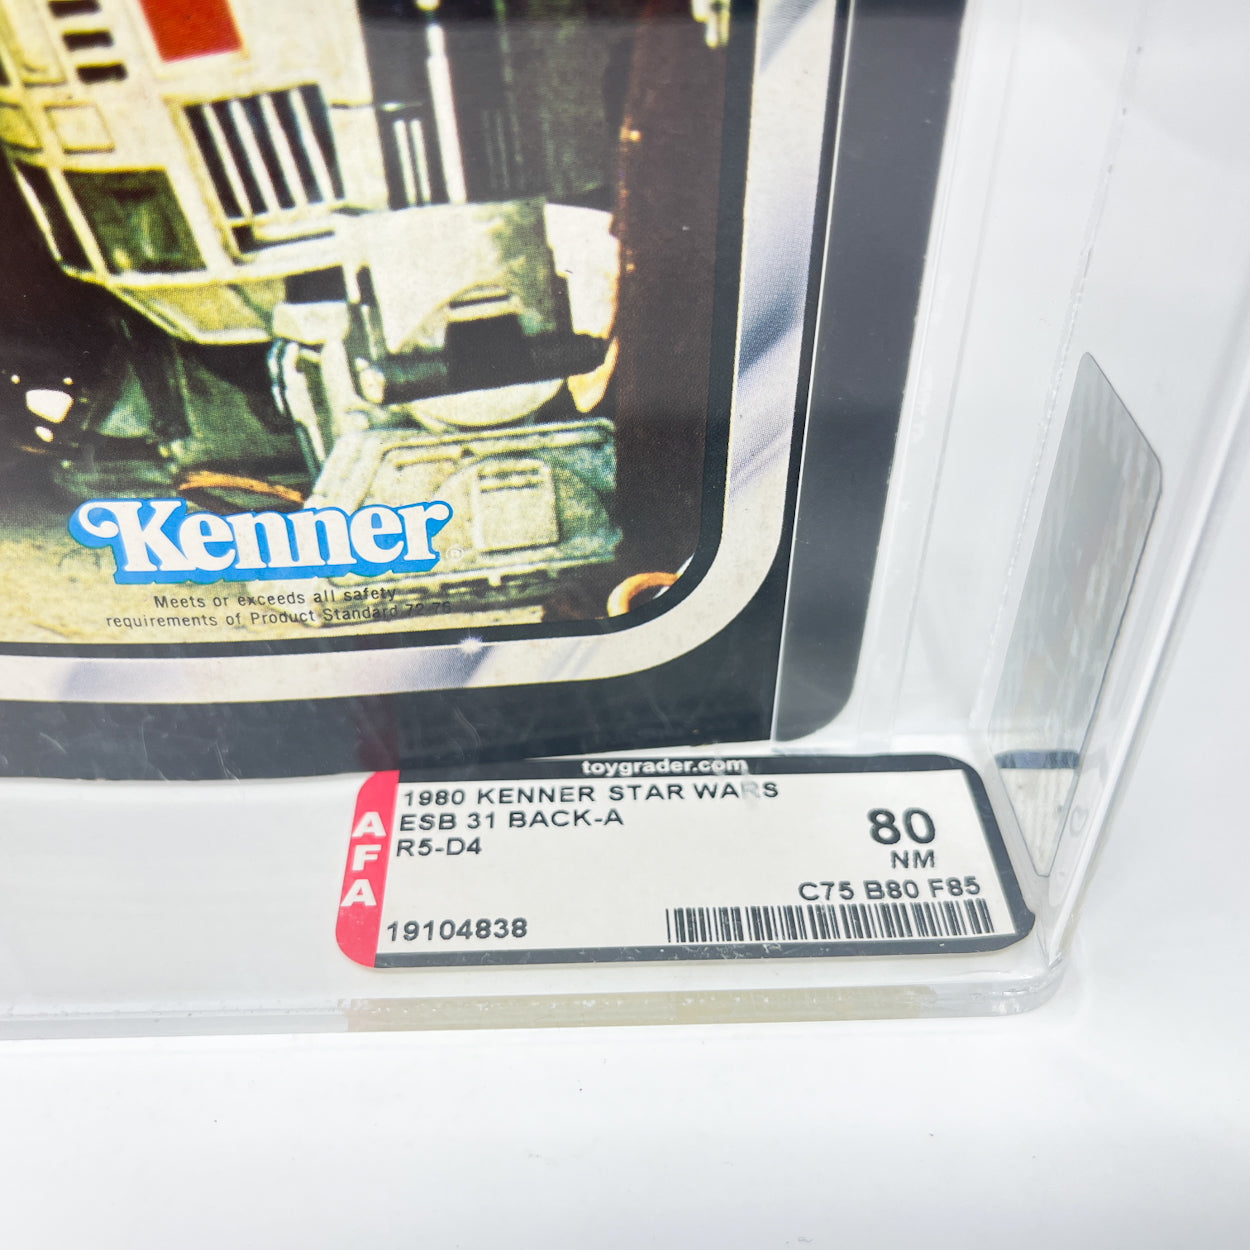 Kenner
Meets or exceeds all safety
requirements of Product Standard 72-76
toygrader.com
AFA
1980 KENNER STAR WARS
ESB 31 BACK-A
R5-D4
80
NM
C75 B80 F85
19104838